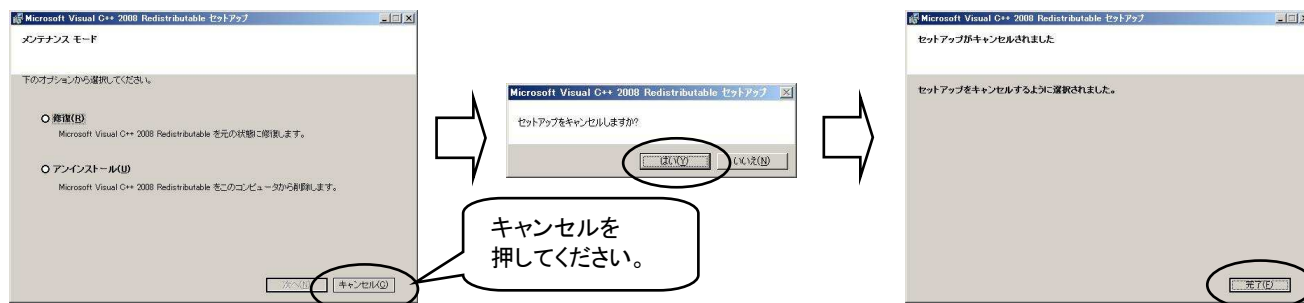 Microsoft Visual C++ 2008 Redistributable セットアップ
メンテナンス モード
下のオプションから選択してください。
修復(R)
Microsoft Visual C++ 2008 Redistributable を元の状態に修復します。
アンインストール(U)
Microsoft Visual C++ 2008 Redistributable をこのコンピュータから削除します。
次へ(N)
キャンセル(C)
キャンセルを
押してください。
Microsoft Visual C++ 2008 Redistributable セットアップ
セットアップをキャンセルしますか?
はい(Y)
いいえ(N)
Microsoft Visual C++ 2008 Redistributable セットアップ
セットアップがキャンセルされました
セットアップをキャンセルするように選択されました。
完了(F)